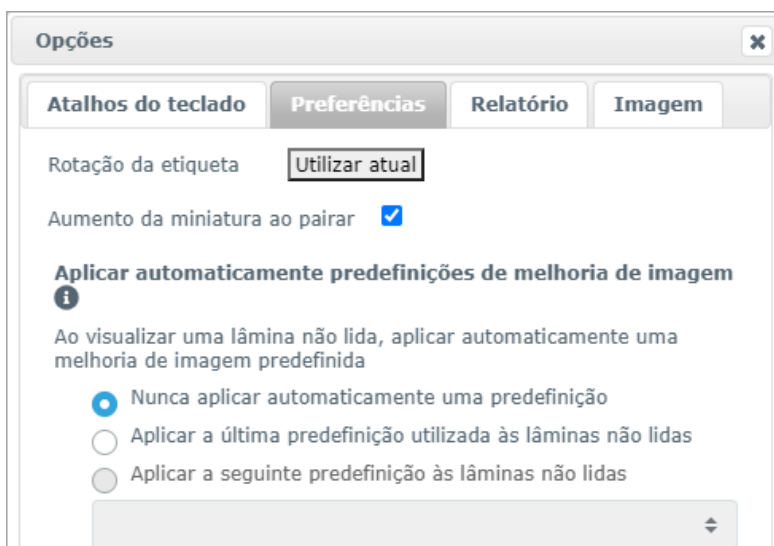 Opções
Atalhos do teclado Preferências Relatório Imagem
Rotação da etiqueta Utilizar atual
Aumento da miniatura ao pairar
Aplicar automaticamente predefinições de melhoria de imagem
Ao visualizar uma lâmina não lida, aplicar automaticamente uma
melhoria de imagem predefinida
Nunca aplicar automaticamente uma predefinição
Aplicar a última predefinição utilizada às lâminas não lidas
Aplicar a seguinte predefinição às lâminas não lidas